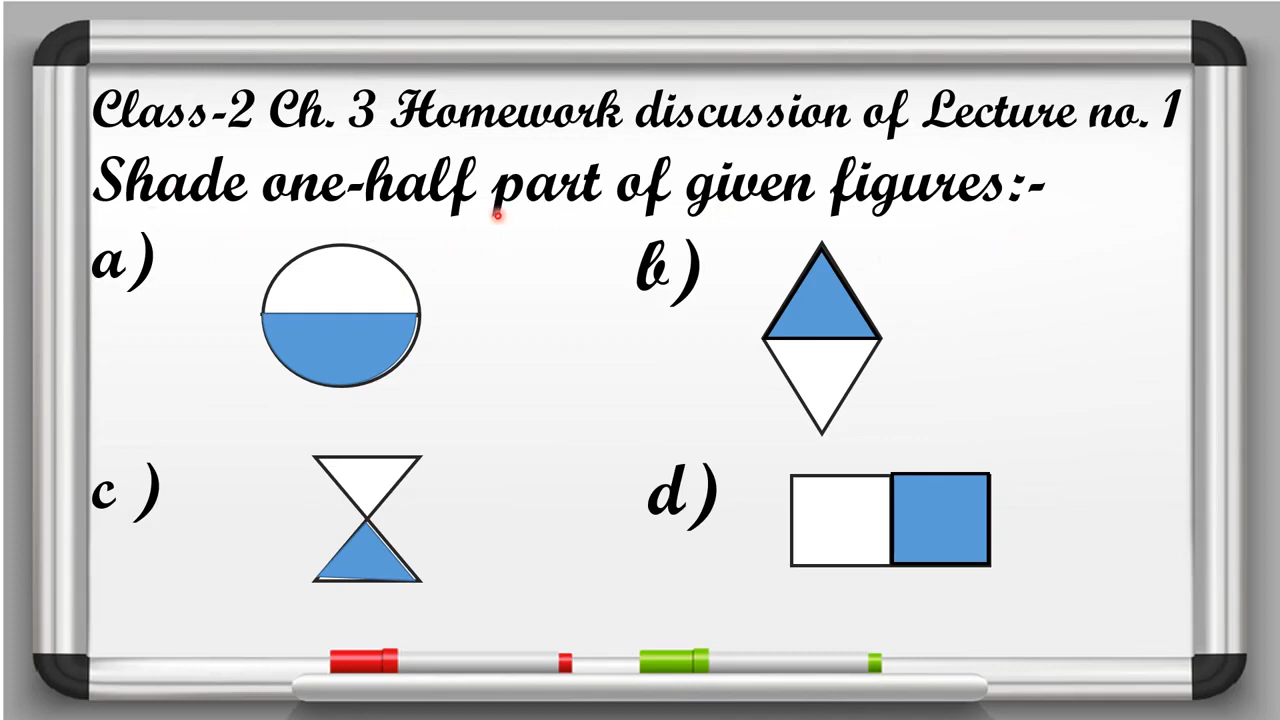 Class-2 Ch. 3 Homework discussion of Lecture no. 1
Shade one-half part of given figures:-
a)
b)
c )
d)